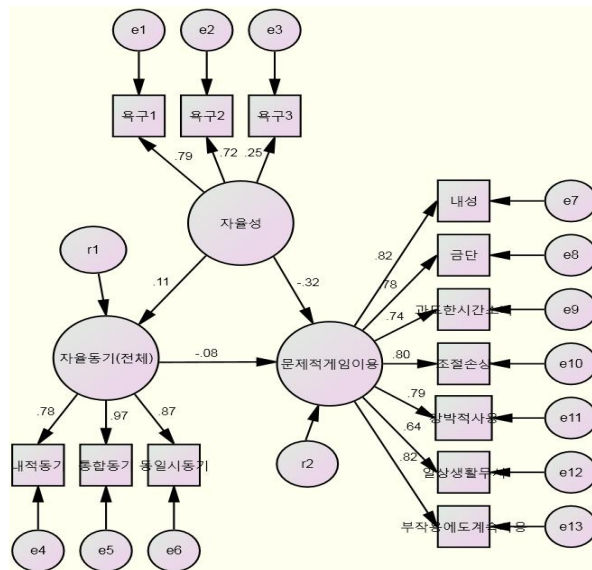 e1 e2 e3
욕구1 욕구2 욕구3
.79 .72 .25
자율성
내성 e7
r1
금단 e8
.82
.11 -.32 .78
e9
.74
자율동기(전체) -.08 문제적게임이용 .80 조절손상 e10
.79
.78 .97 .87 e11
.64
내적동기 통합동기 동일시동기 r2 .82 e12
e4 e5 e6 e13